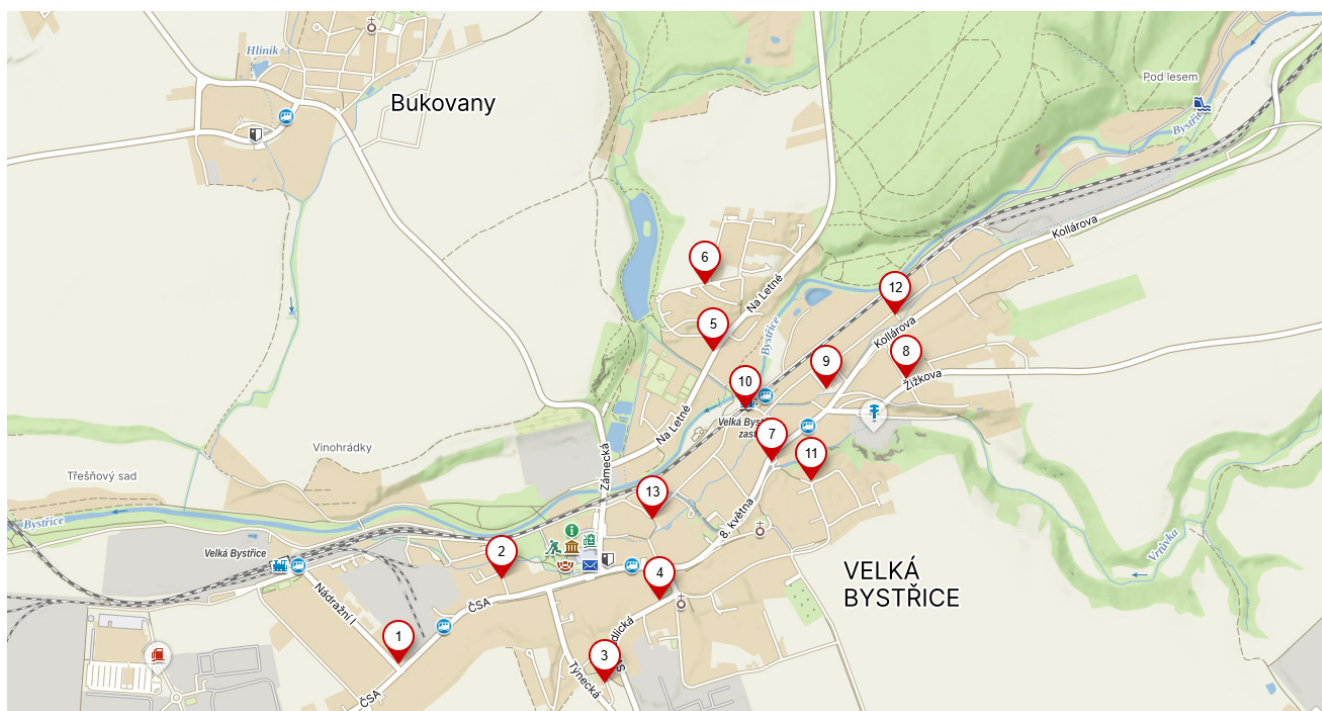 Hliník
Bukovany
Pod lesem
Bystřice
Kollárova
6
12
Na Letné
5
Bystřice
Kollárova
9
8
Žižkova
10
Velká
Na Letné
7
Vinohrádky
11
Třešňový sad
Zámecká
13
8. května
Vrtůvka
Bystřice
Velká Bystřice
2
4
VELKÁ
BYSTŘICE
ČSA
Nádražní I.
1
3
Týnecká
ČSA